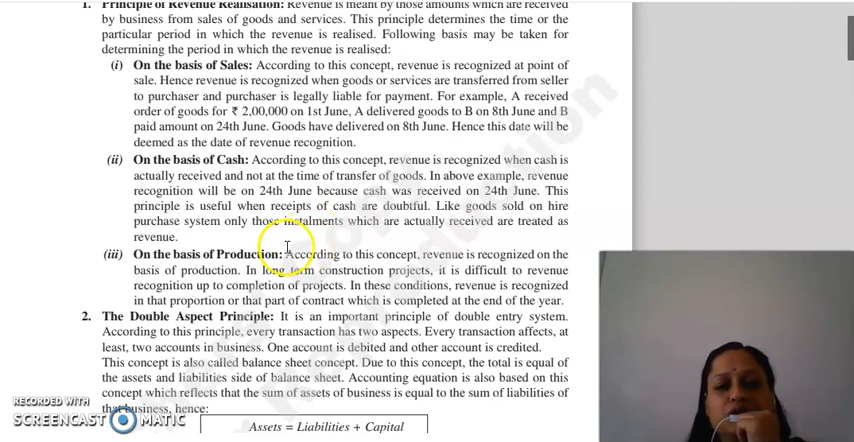 1. Principle of Revenue Realisation: Revenue is meant by those amounts which are received
by business from sales of goods and services. This principle determines the time or the
particular period in which the revenue is realised. Following basis may be taken for
determining the period in which the revenue is realised:
(i) On the basis of Sales: According to this concept, revenue is recognized at point of
sale. Hence revenue is recognized when goods or services are transferred from seller
to purchaser and purchaser is legally liable for payment. For example, A received
order of goods for ₹ 2,00,000 on 1st June, A delivered goods to B on 8th June and B
paid amount on 24th June. Goods have delivered on 8th June. Hence this date will be
deemed as the date of revenue recognition.
(ii) On the basis of Cash: According to this concept, revenue is recognized when cash is
actually received and not at the time of transfer of goods. In above example, revenue
recognition will be on 24th June because cash was received on 24th June. This
principle is useful when receipts of cash are doubtful. Like goods sold on hire
purchase system only those instalments which are actually received are treated as
revenue.
(iii) On the basis of Production: According to this concept, revenue is recognized on the
basis of production. In long term construction projects, it is difficult to revenue
recognition up to completion of projects. In these conditions, revenue is recognized
in that proportion or that part of contract which is completed at the end of the year.
2. The Double Aspect Principle: It is an important principle of double entry system.
According to this principle, every transaction has two aspects. Every transaction affects, at
least, two accounts in business. One account is debited and other account is credited.
This concept is also called balance sheet concept. Due to this concept, the total is equal of
the assets and liabilities side of balance sheet. Accounting equation is also based on this
concept which reflects that the sum of assets of business is equal to the sum of liabilities of
that business, hence:
Assets = Liabilities + Capital
RECORDED WITH
SCREENCAST MATIC